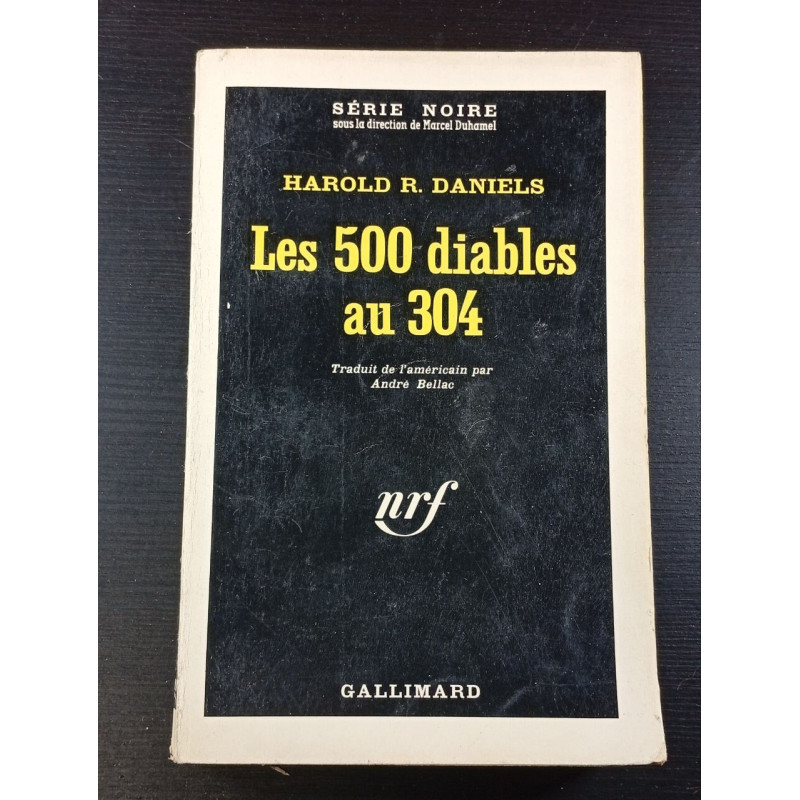 SÉRIE NOIRE
sous la direction de Marcel Duhamel
HAROLD R. DANIELS
Les 500 diables
au 304
Traduit de l'américain par
André Bellac
nrf
GALLIMARD